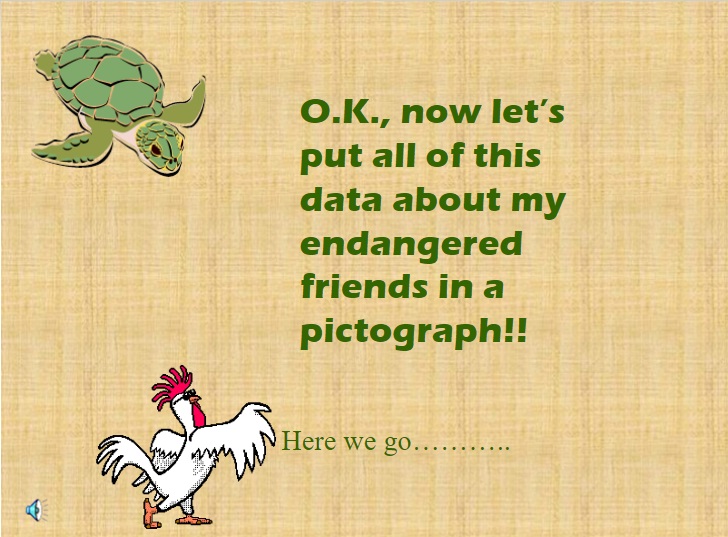 O.K., now let’s
put all of this
data about my
endangered
friends in a
pictograph!!
Here we go………..